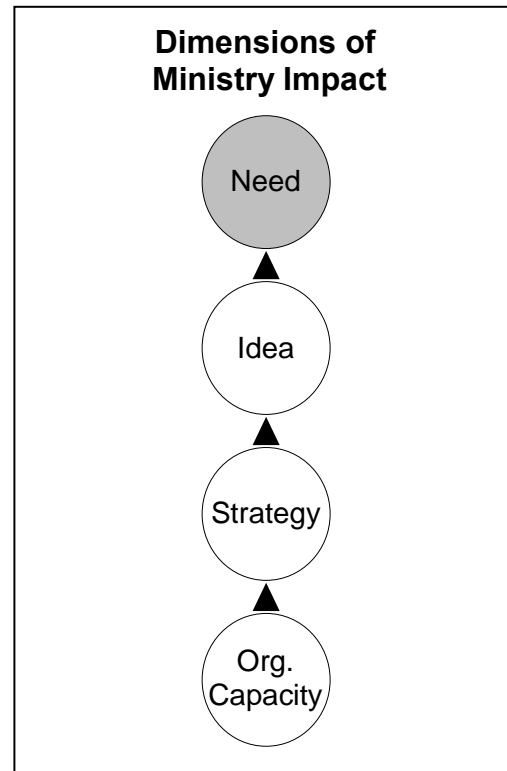 Dimensions of
Ministry Impact
Need
Idea
Strategy
Org.
Capacity